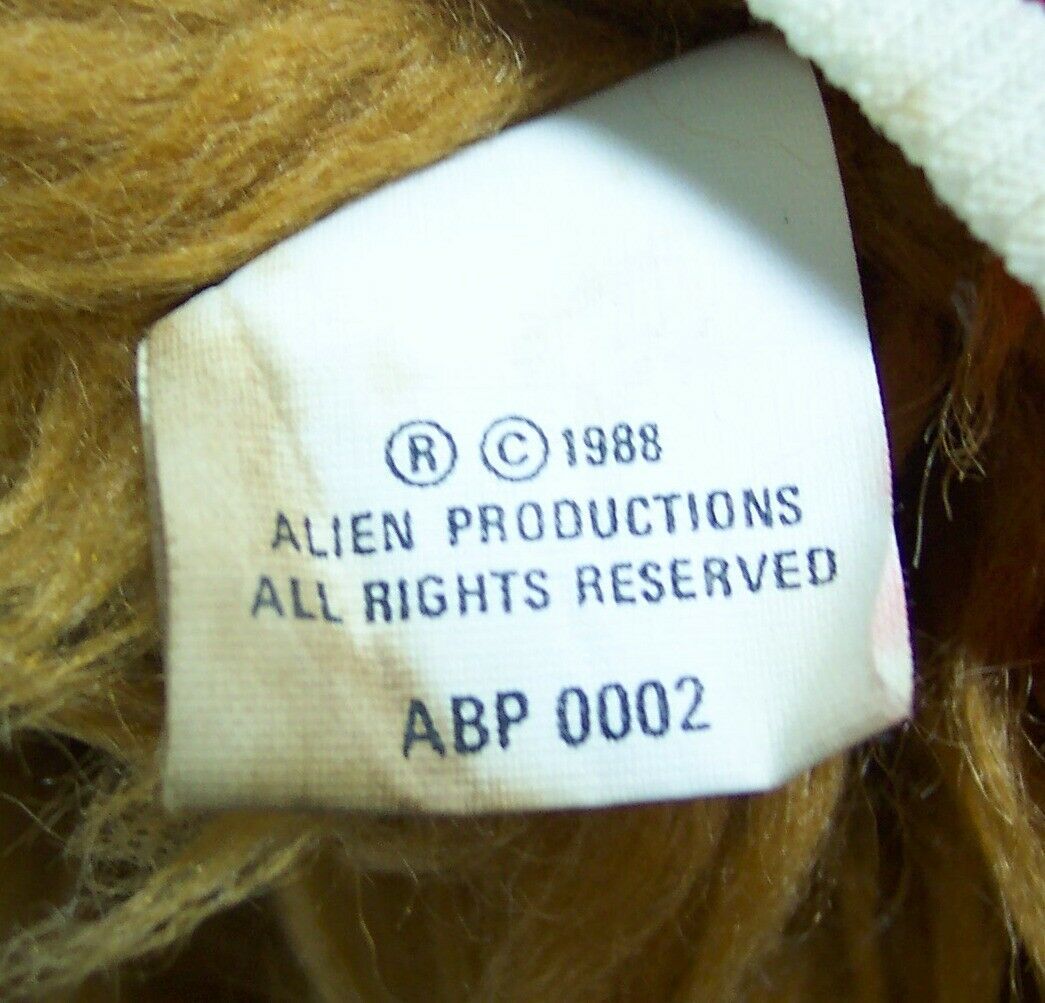 ® © 1988
ALIEN PRODUCTIONS
ALL RIGHTS RESERVED
ABP 0002